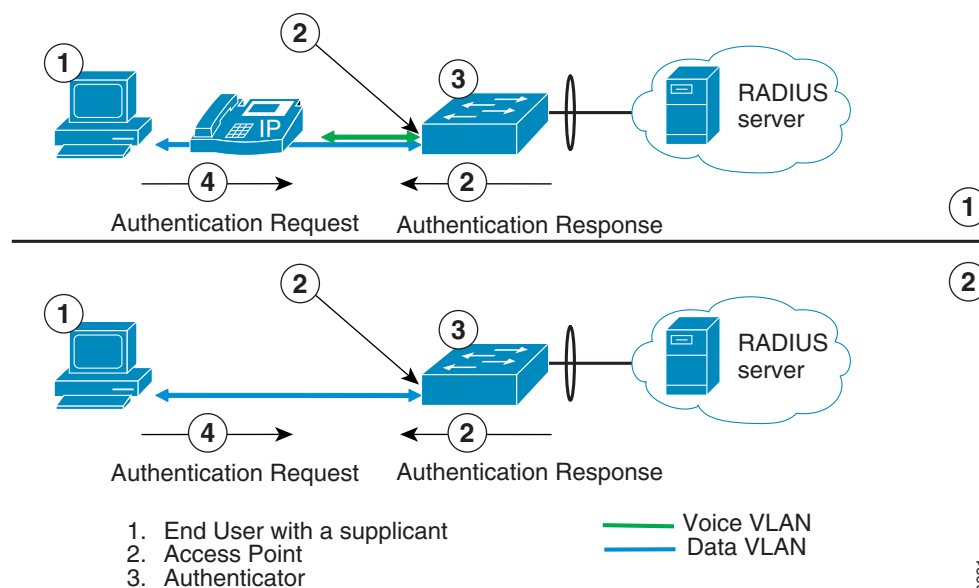 2
1
3
RADIUS
server
IP
4
2
Authentication Request
Authentication Response
1
2
2
1
3
RADIUS
server
4
2
Authentication Request
Authentication Response
1. End User with a supplicant
2. Access Point
3. Authenticator
Voice VLAN
Data VLAN